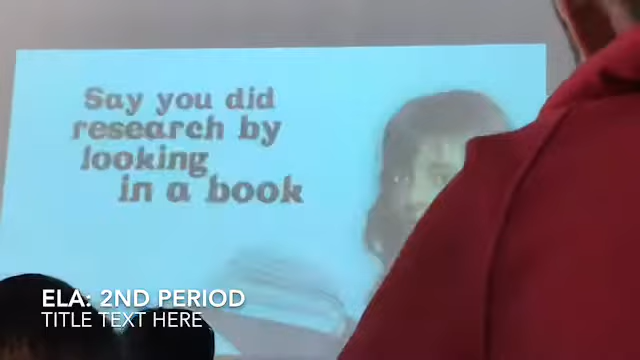 Say you did
research by
looking
in a book
ELA: 2ND PERIOD
TITLE TEXT HERE